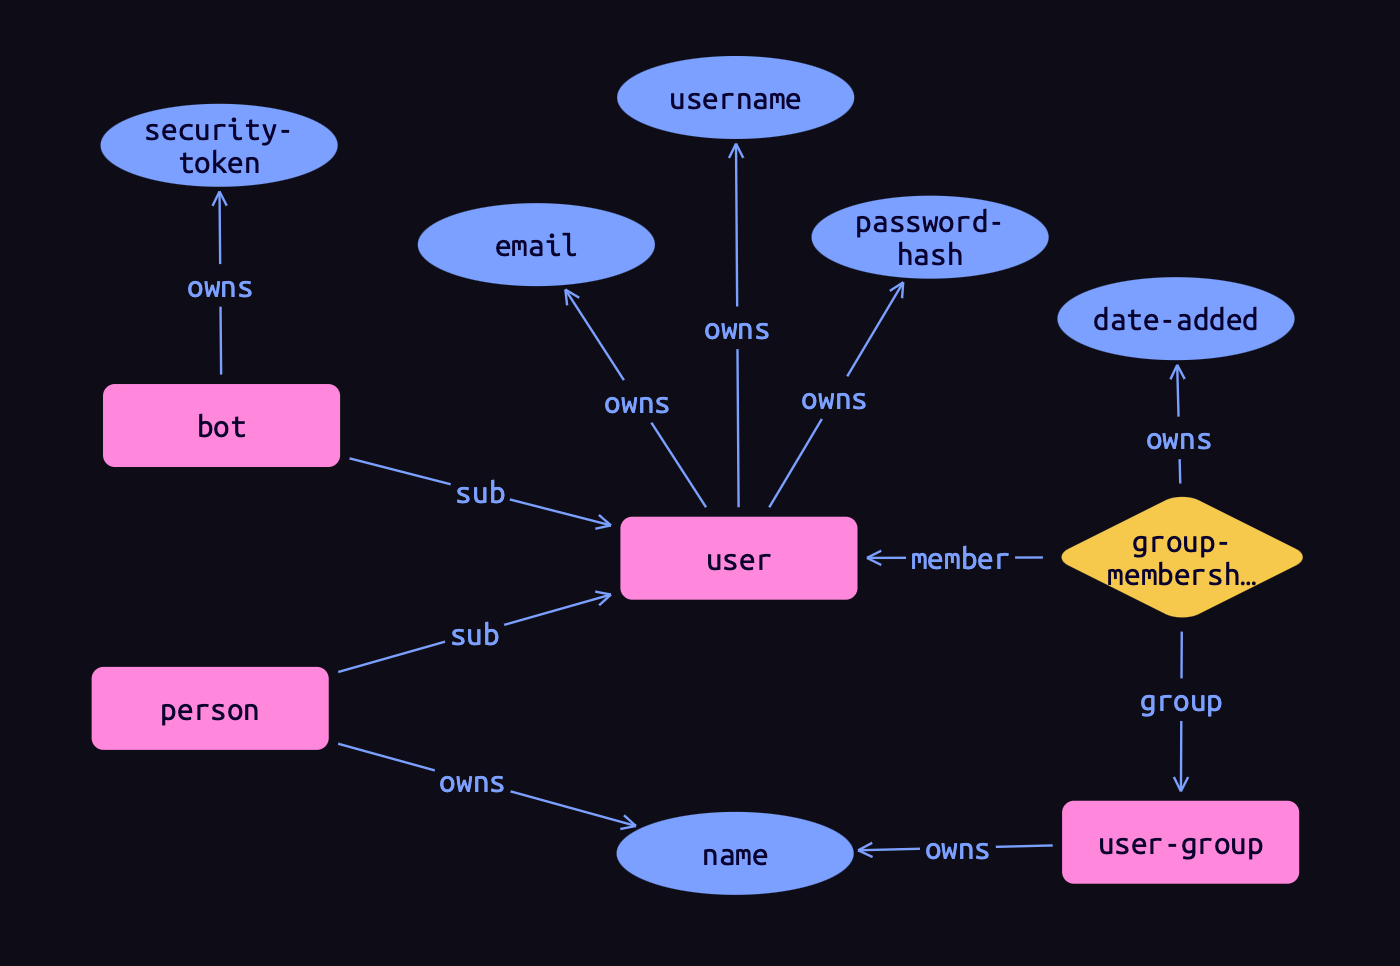 username
security-
token
password-
hash
email
owns
date-added
owns
owns
owns
bot
owns
sub
group-
membersh…
user
member
sub
person
group
owns
name
owns
user-group